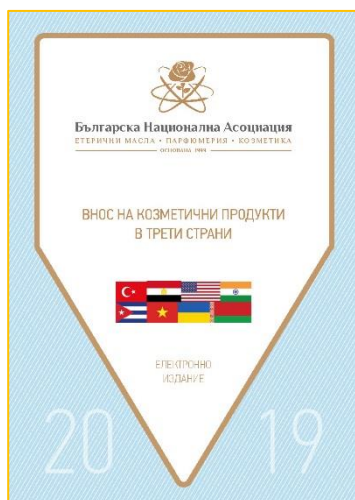 Българска Национална Асоциация
ЕТЕРИЧНИ МАСЛА • ПАРФЮМЕРИЯ • КОЗМЕТИКА
ВНОС НА КОЗМЕТИЧНИ ПРОДУКТИ
В ТРЕТИ СТРАНИ
ЕЛЕКТРОННО
ИЗДАНИЕ
20 19